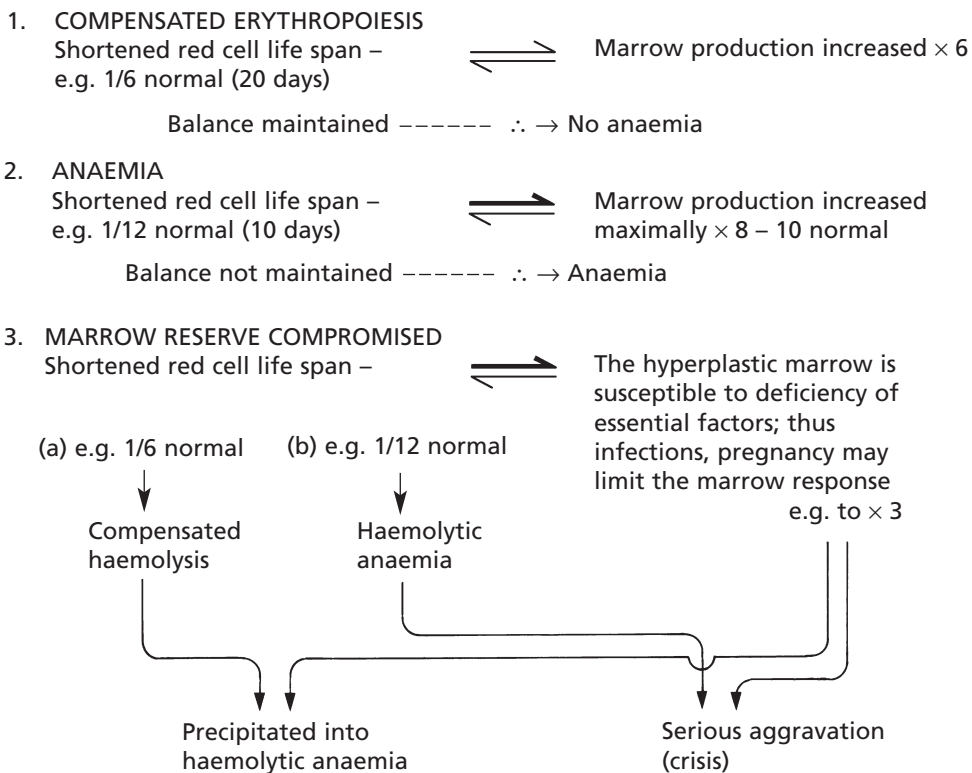 1. COMPENSATED ERYTHROPOIESIS
Shortened red cell life span –
e.g. 1/6 normal (20 days)
Marrow production increased × 6
Balance maintained – – – – – – ∴ → No anaemia
2. ANAEMIA
Shortened red cell life span –
e.g. 1/12 normal (10 days)
Marrow production increased
maximally × 8 – 10 normal
Balance not maintained – – – – – – ∴ → Anaemia
3. MARROW RESERVE COMPROMISED
Shortened red cell life span –
The hyperplastic marrow is
susceptible to deficiency of
essential factors; thus
infections, pregnancy may
limit the marrow response
e.g. to × 3
(a) e.g. 1/6 normal
(b) e.g. 1/12 normal
Compensated
haemolysis
Haemolytic
anaemia
Precipitated into
haemolytic anaemia
Serious aggravation
(crisis)